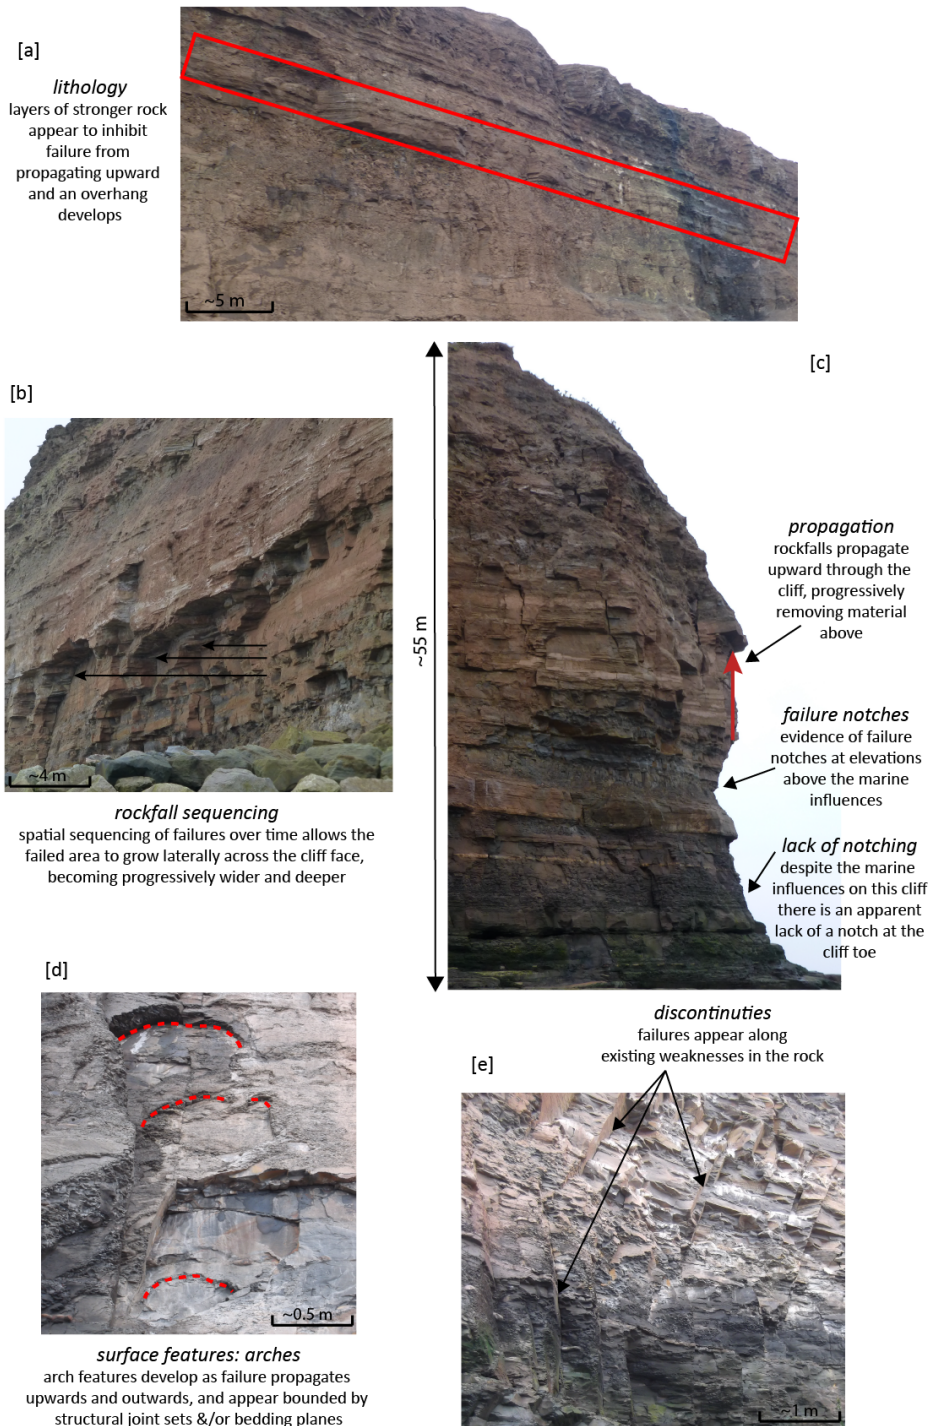 [a]
lithology
layers of stronger rock
appear to inhibit
failure from
propagating upward
and an overhang
develops
~5 m
[b]
~4 m
rockfall sequencing
spatial sequencing of failures over time allows the
failed area to grow laterally across the cliff face,
becoming progressively wider and deeper
[c]
~55 m
propagation
rockfalls propagate
upward through the
cliff, progressively
removing material
above
failure notches
evidence of failure
notches at elevations
above the marine
influences
lack of notching
despite the marine
influences on this cliff
there is an apparent
lack of a notch at the
cliff toe
[d]
~0.5 m
surface features: arches
arch features develop as failure propagates
upwards and outwards, and appear bounded by
structural joint sets &/or bedding planes
discontinuties
failures appear along
existing weaknesses in the rock
[e]
~1 m